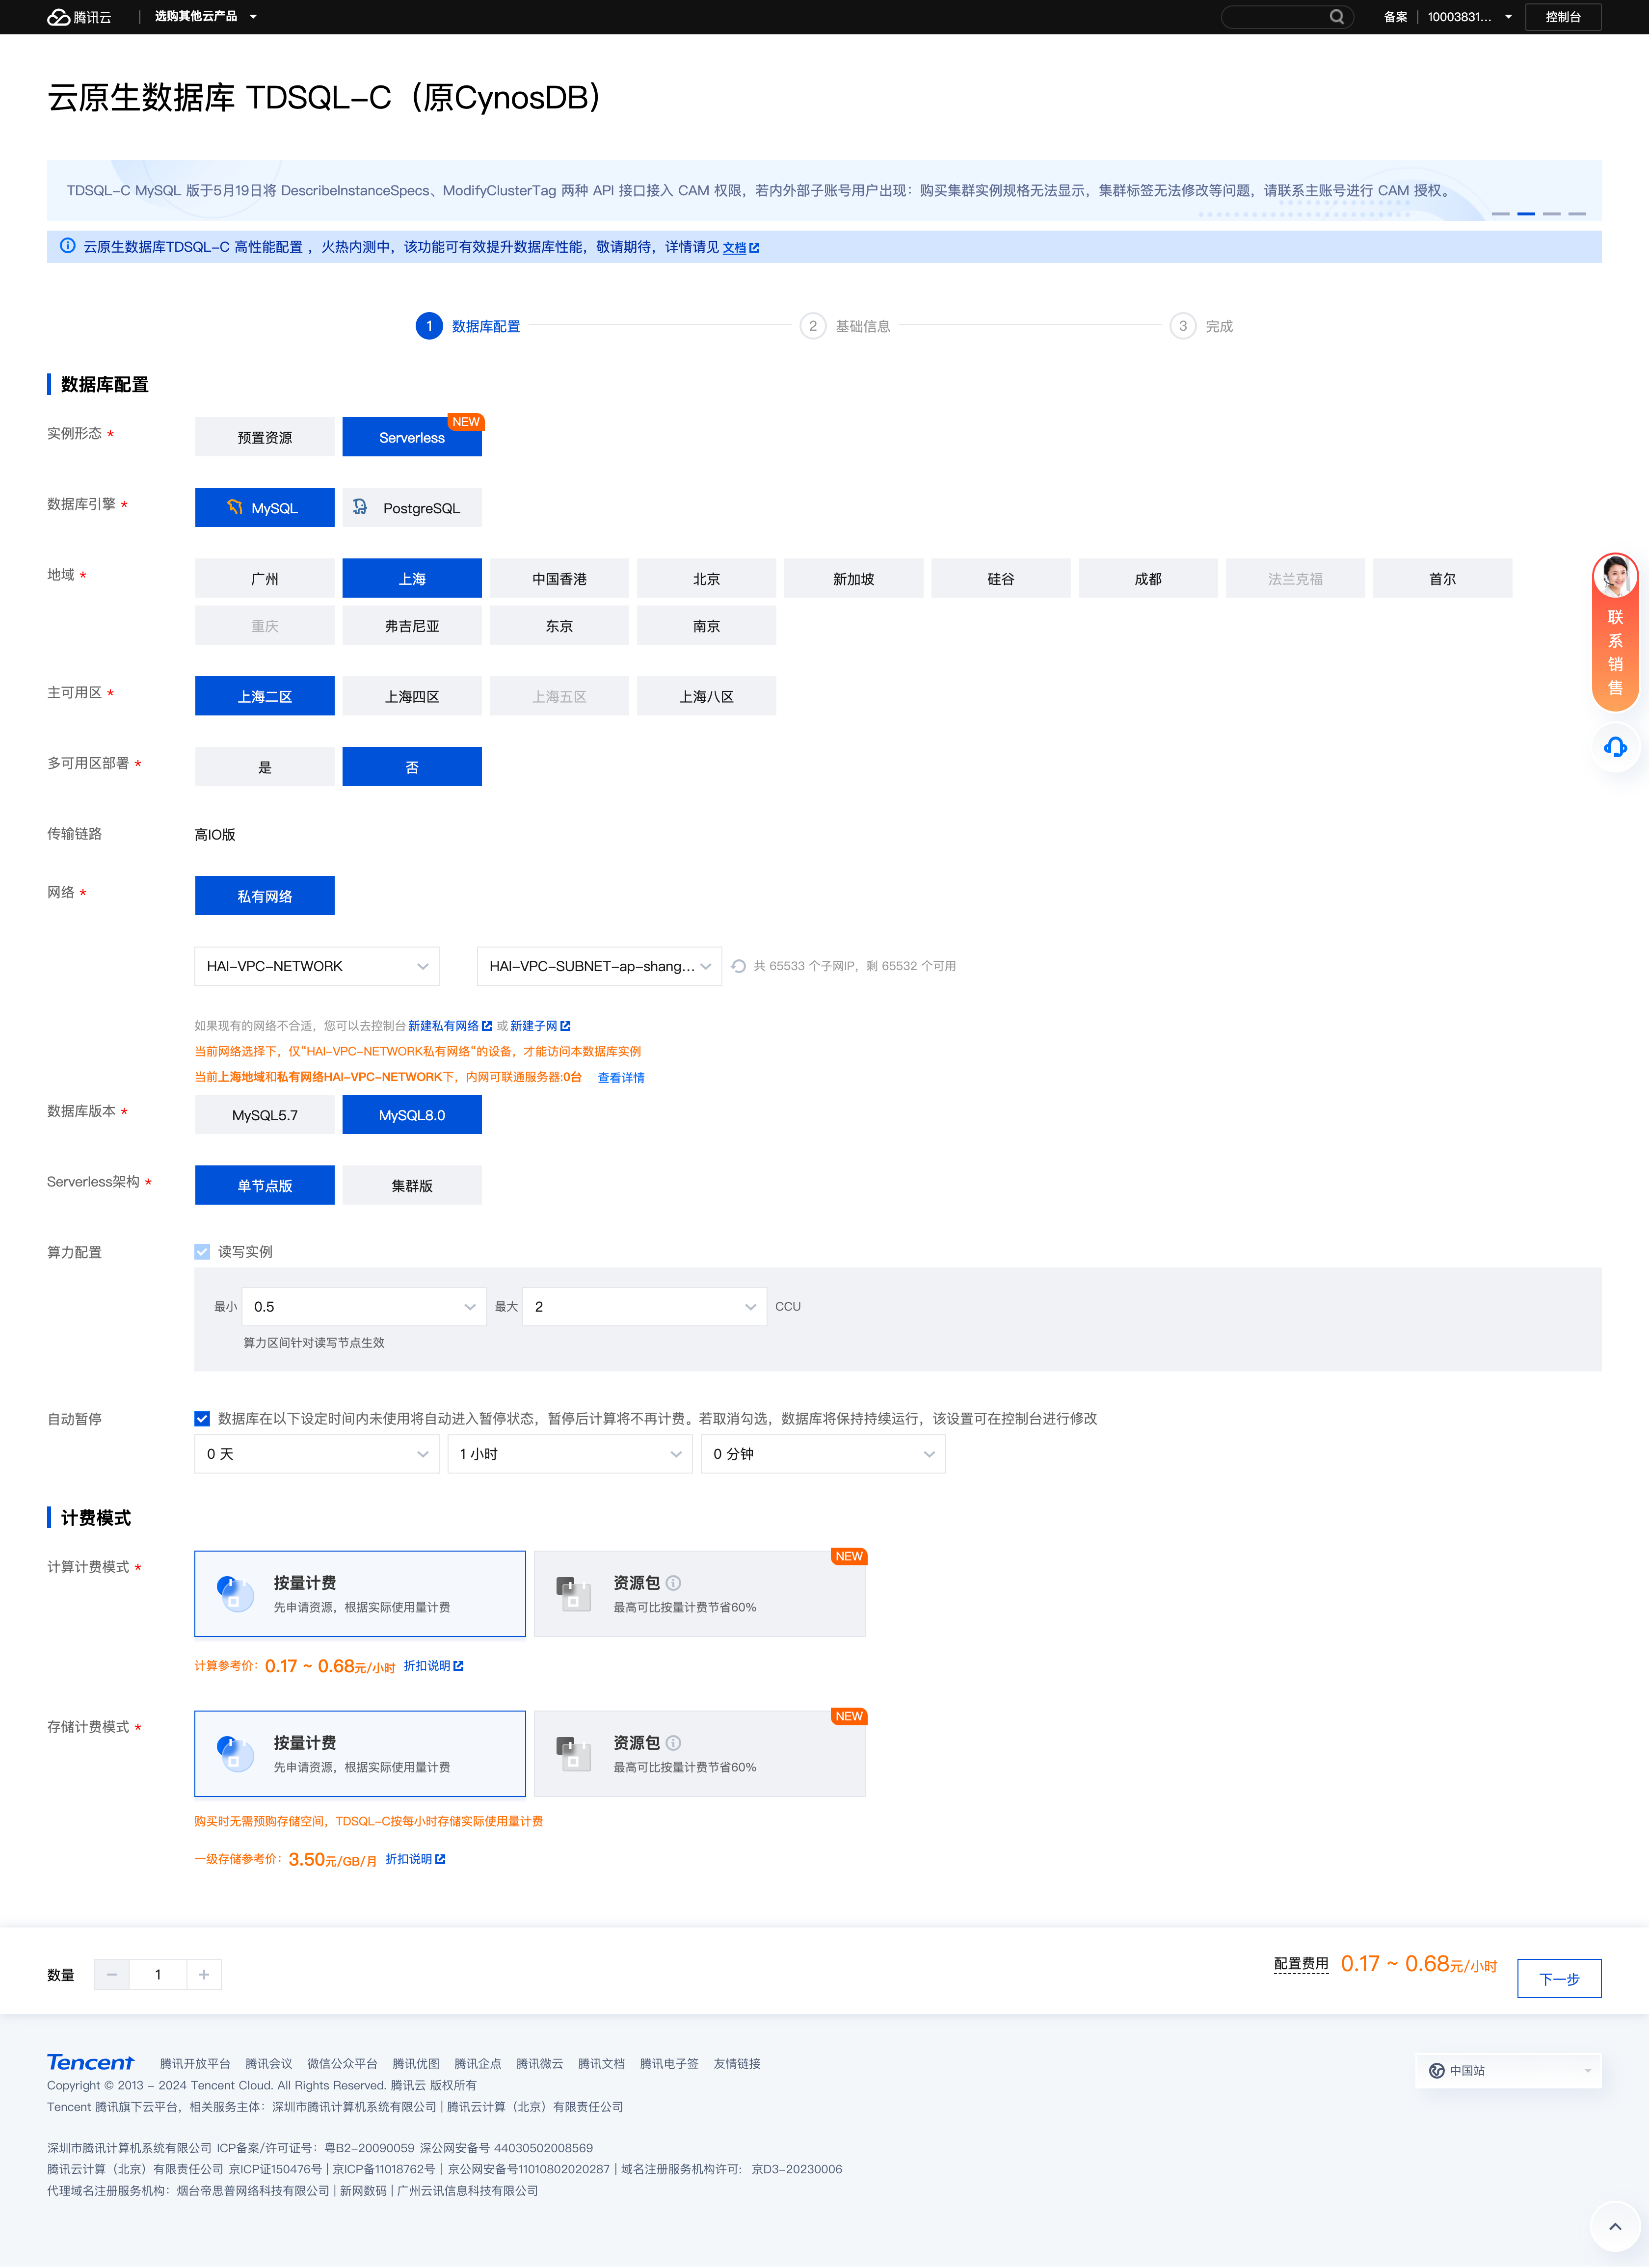 腾讯云 选购其他云产品 备案 10003831... 控制台
云原生数据库 TDSQL-C（原CynosDB）
TDSQL-C MySQL 版于5月19日将 DescribeInstanceSpecs、ModifyClusterTag 两种 API 接口接入 CAM 权限，若内外部子账号用户出现：购买集群实例规格无法显示，集群标签无法修改等问题，请联系主账号进行 CAM 授权。
云原生数据库TDSQL-C 高性能配置 ，火热内测中，该功能可有效提升数据库性能，敬请期待，详情请见 文档
1 数据库配置 2 基础信息 3 完成
数据库配置
实例形态 * 预置资源 Serverless NEW
数据库引擎 * MySQL PostgreSQL
地域 * 广州 上海 中国香港 北京 新加坡 硅谷 成都 法兰克福 首尔
重庆 弗吉尼亚 东京 南京
主可用区 * 上海二区 上海四区 上海五区 上海八区
多可用区部署 * 是 否
传输链路 高IO版
网络 * 私有网络
HAI-VPC-NETWORK HAI-VPC-SUBNET-ap-shang... 共 65533 个子网IP，剩 65532 个可用
如果现有的网络不合适，您可以去控制台 新建私有网络 或 新建子网
当前网络选择下，仅“HAI-VPC-NETWORK私有网络“的设备，才能访问本数据库实例
当前上海地域和私有网络HAI-VPC-NETWORK下，内网可联通服务器:0台 查看详情
数据库版本 * MySQL5.7 MySQL8.0
Serverless架构 * 单节点版 集群版
算力配置 读写实例
最小 0.5 最大 2 CCU
算力区间针对读写节点生效
自动暂停 数据库在以下设定时间内未使用将自动进入暂停状态，暂停后计算将不再计费。若取消勾选，数据库将保持持续运行，该设置可在控制台进行修改
0 天 1 小时 0 分钟
计费模式
计算计费模式 * 按量计费 资源包 NEW
先申请资源，根据实际使用量计费 最高可比按量计费节省60%
计算参考价：0.17 ~ 0.68元/小时 折扣说明
存储计费模式 * 按量计费 资源包 NEW
先申请资源，根据实际使用量计费 最高可比按量计费节省60%
购买时无需预购存储空间，TDSQL-C按每小时存储实际使用量计费
一级存储参考价：3.50元/GB/月 折扣说明
联
系
销
售
数量 − 1 + 配置费用 0.17 ~ 0.68元/小时 下一步
Tencent 腾讯开放平台 腾讯会议 微信公众平台 腾讯优图 腾讯企点 腾讯微云 腾讯文档 腾讯电子签 友情链接 中国站
Copyright © 2013 - 2024 Tencent Cloud. All Rights Reserved. 腾讯云 版权所有
Tencent 腾讯旗下云平台，相关服务主体：深圳市腾讯计算机系统有限公司 | 腾讯云计算（北京）有限责任公司
深圳市腾讯计算机系统有限公司 ICP备案/许可证号：粤B2-20090059 深公网安备号 44030502008569
腾讯云计算（北京）有限责任公司 京ICP证150476号 | 京ICP备11018762号 | 京公网安备号11010802020287 | 域名注册服务机构许可: 京D3-20230006
代理域名注册服务机构：烟台帝思普网络科技有限公司 | 新网数码 | 广州云讯信息科技有限公司